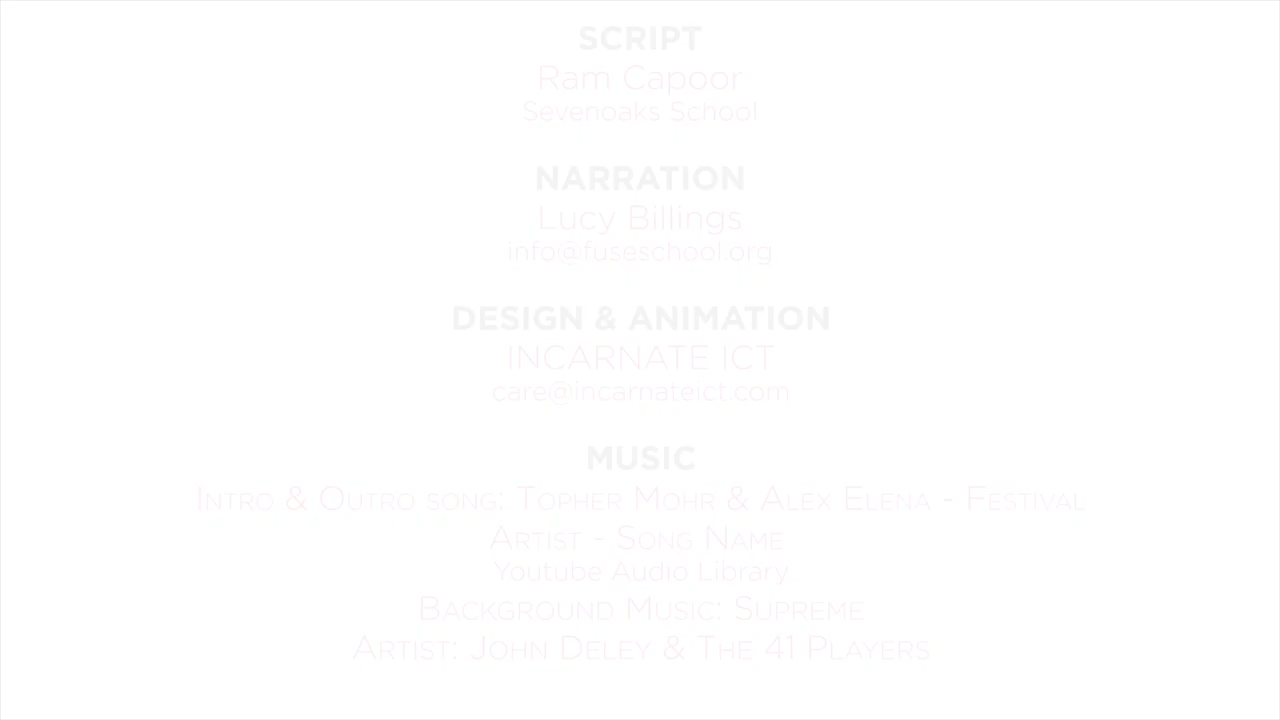 SCRIPT
Ram Capoor
Sevenoaks School
NARRATION
Lucy Billings
info@fuseschool.org
DESIGN & ANIMATION
INCARNATE ICT
care@incarnateict.com
MUSIC
Intro & Outro song: Topher Mohr & Alex Elena - Festival
Artist - Song Name
Youtube Audio Library
Background Music: Supreme
Artist: John Deley & The 41 Players